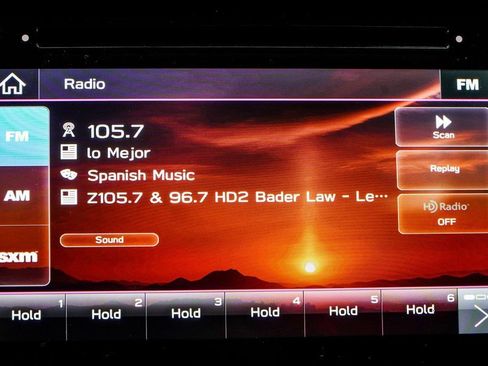 Radio
FM
FM
105.7
Scan
lo Mejor
Replay
Spanish Music
AM
Z105.7 & 96.7 HD2 Bader Law - Le...
HD Radio
OFF
Sound
sxm
1 2 3 4 5 6
Hold Hold Hold Hold Hold Hold